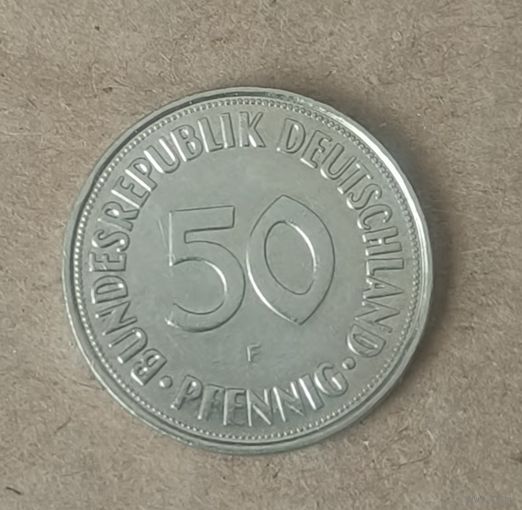 BUNDESREPUBLIK DEUTSCHLAND
50
F
· PFENNIG ·